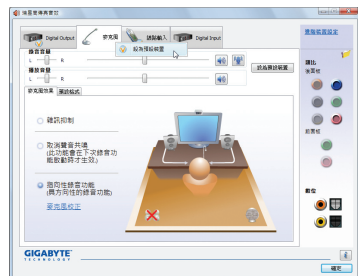 瑞昱音效管理員
Digital Output
麥克風
線路輸入
Digital Input
設為預設裝置
進階裝置設定
錄音音量
L
R
播放音量
L
R
設為預設裝置
麥克風效果
預設格式
雜訊抑制
取消聲音共鳴
(此功能會在下次錄音功
能啟動時才生效)
指向性錄音功能
(具方向性的錄音功能)
麥克風校正
類比
後面板
前面板
數位
GIGABYTE
TECHNOLOGY
確定